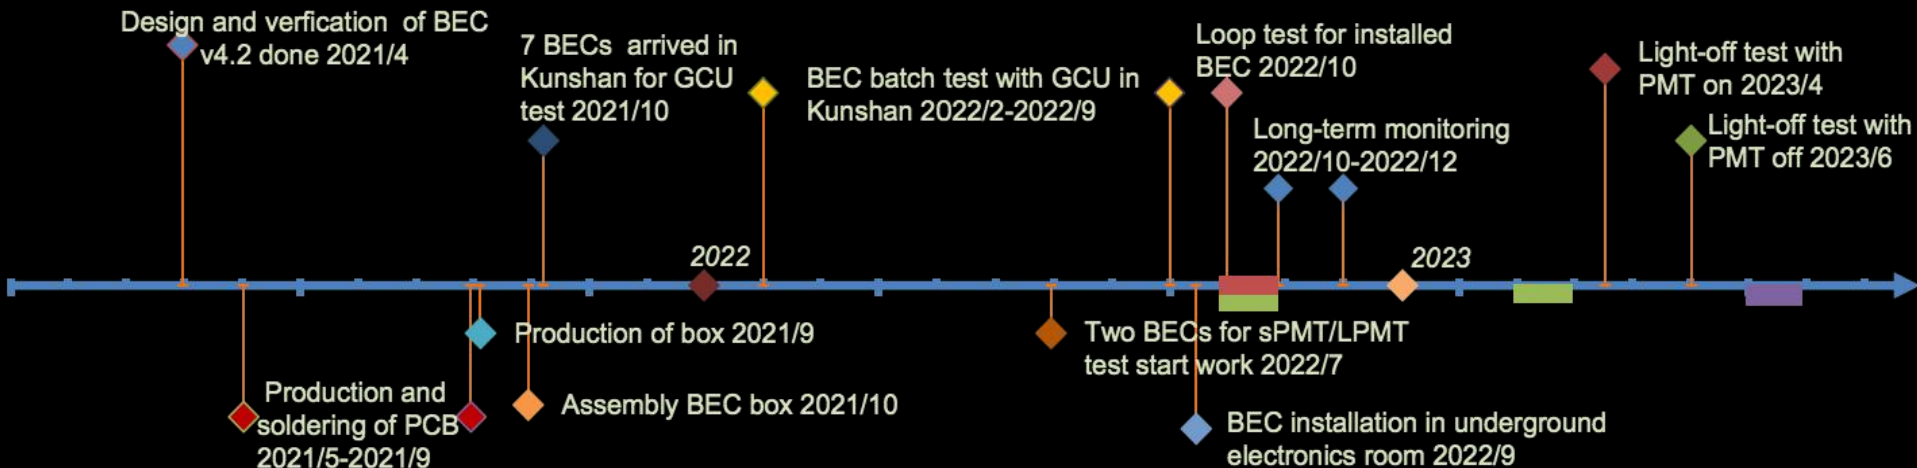 Design and verfication of BEC
v4.2 done 2021/4
7 BECs arrived in
Kunshan for GCU
test 2021/10
BEC batch test with GCU in
Kunshan 2022/2-2022/9
Loop test for installed
BEC 2022/10
Long-term monitoring
2022/10-2022/12
Light-off test with
PMT on 2023/4
Light-off test with
PMT off 2023/6
2022
2023
Production of box 2021/9
Production and
soldering of PCB
2021/5-2021/9
Assembly BEC box 2021/10
Two BECs for sPMT/LPMT
test start work 2022/7
BEC installation in underground
electronics room 2022/9